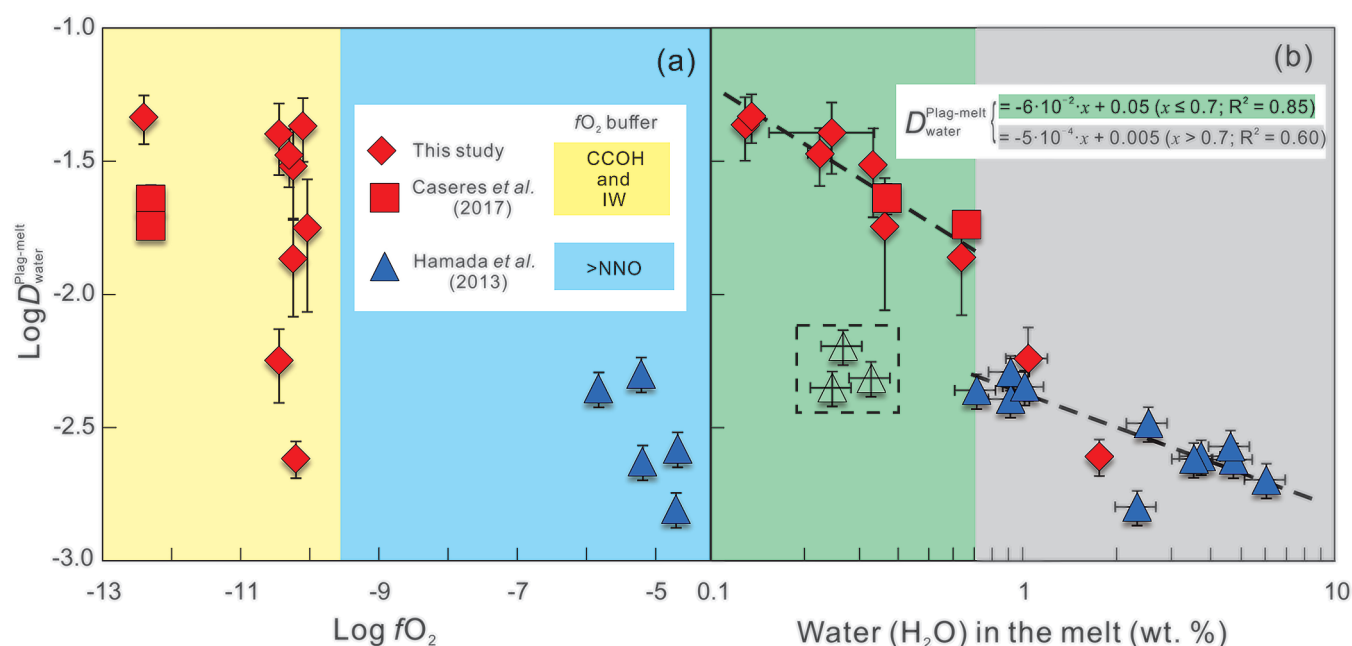 -1.0
-1.5
-2.0
-2.5
-3.0
LogD^Plag-melt_water
(a)
fO₂ buffer
This study
Caseres et al.
(2017)
Hamada et al.
(2013)
CCOH
and
IW
>NNO
-13
-11
-9
-7
-5
Log fO₂
(b)
D^Plag-melt_water {
= -6·10⁻²·x + 0.05 (x ≤ 0.7; R² = 0.85)
= -5·10⁻⁴·x + 0.005 (x > 0.7; R² = 0.60)
0.1
1
10
Water (H₂O) in the melt (wt. %)